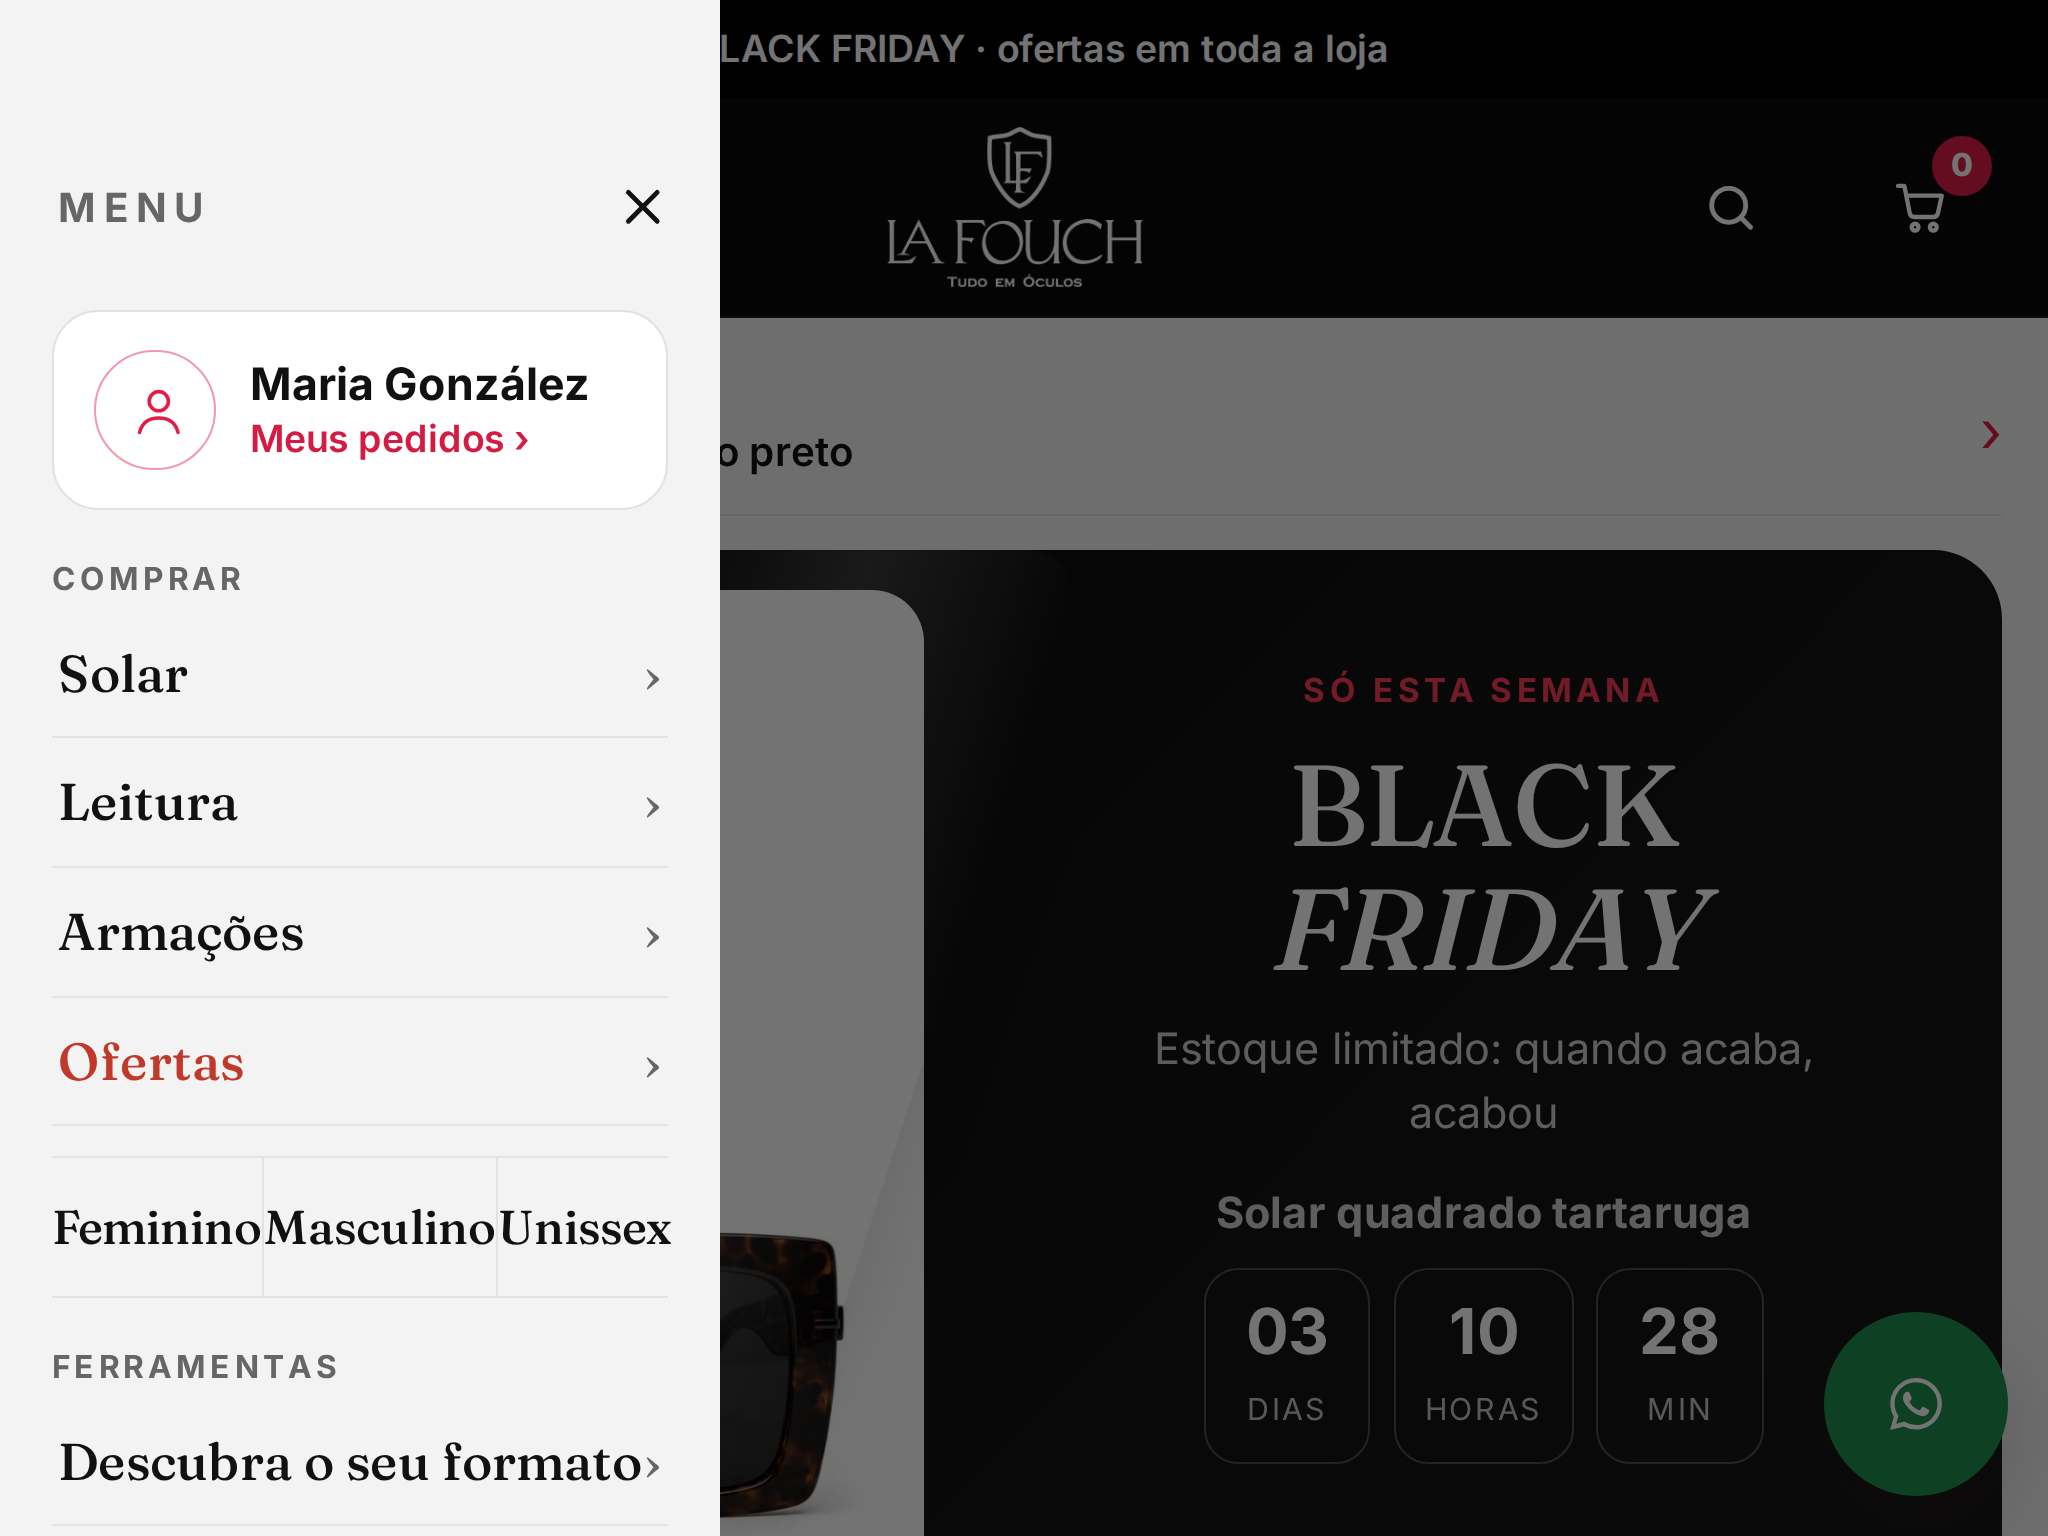 LACK FRIDAY · ofertas em toda a loja
LF
LA FOUCH
TUDO EM ÓCULOS
0
MENU
Maria González
Meus pedidos ›
o preto
COMPRAR
Solar
Leitura
Armações
Ofertas
Feminino Masculino Unissex
FERRAMENTAS
Descubra o seu formato
SÓ ESTA SEMANA
BLACK
FRIDAY
Estoque limitado: quando acaba,
acabou
Solar quadrado tartaruga
03 10 28
DIAS HORAS MIN